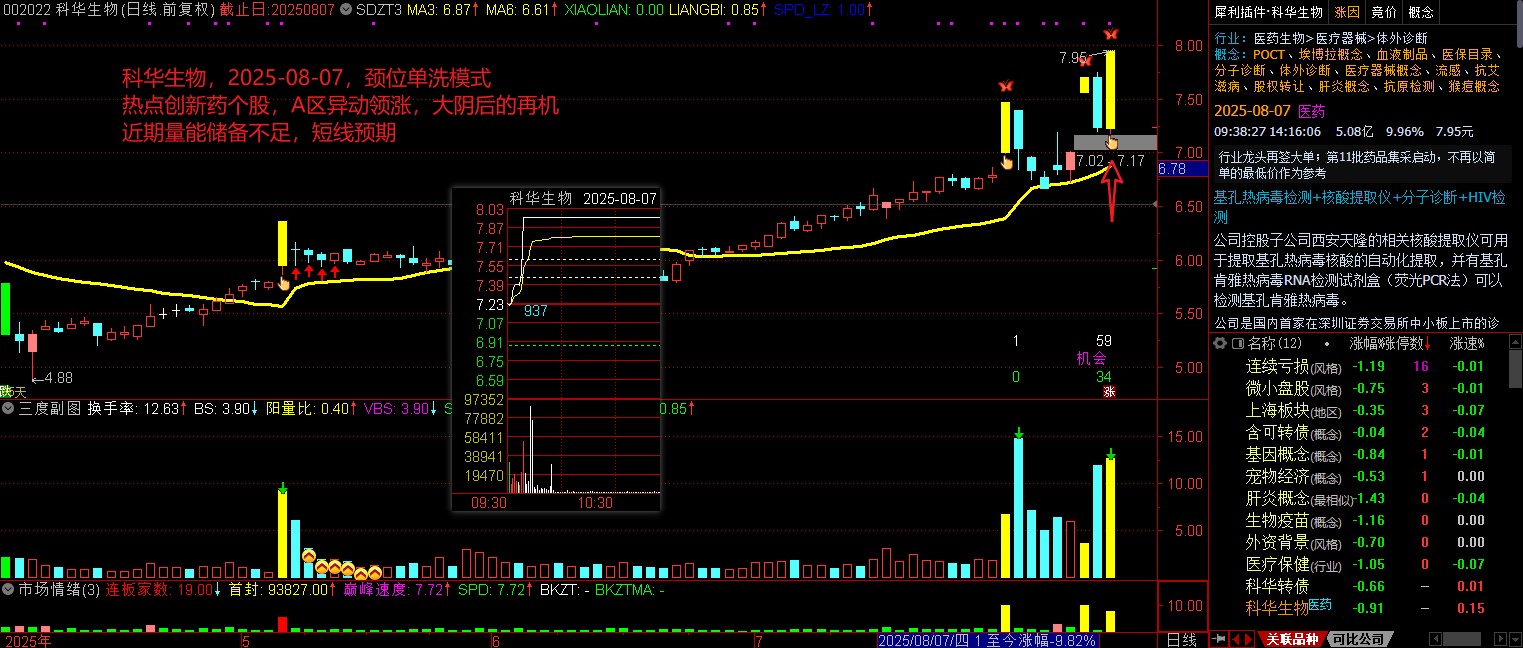 002022 科华生物(日线.前复权) 截止日:20250807 SDZT3 MA3: 6.87↑ MA6: 6.61↑ XIAOLIAN: 0.00 LIANGBI: 0.85↑ SPD_LZ: 1.00↑
科华生物，2025-08-07，颈位单洗模式
热点创新药个股，A区异动领涨，大阴后的再机
近期量能储备不足，短线预期
7.95
7.02
7.17
←4.88
8.00
7.50
7.00
6.78
6.50
6.00
5.50
5.00
1
59
机会
0
34
涨
科华生物 2025-08-07
8.03
7.87
7.71
7.55
7.39
7.23
7.07
6.91
6.75
6.59
937
97352
77882
58411
38941
19470
09:30 10:30
三度副图 换手率: 12.63↑ BS: 3.90↓ 阳量比: 0.40↑ VBS: 3.90↓
0.85↑
15.00
10.00
5.00
市场情绪(3) 连板家数: 19.00↓ 首封: 93827.00↑ 巅峰速度: 7.72↑ SPD: 7.72↑ BKZT: - BKZTMA: -
10.00
2025年 5 6 7 2025/08/07/四 1 至今涨幅-9.82% 日线
犀利插件·科华生物 涨因 竞价 概念
行业: 医药生物>医疗器械>体外诊断
概念: POCT、埃博拉概念、血液制品、医保目录、
分子诊断、体外诊断、医疗器械概念、流感、抗艾
滋病、股权转让、肝炎概念、抗原检测、猴痘概念
2025-08-07 医药
09:38:27 14:16:06 5.08亿 9.96% 7.95元
行业龙头再签大单；第11批药品集采启动，不再以简
单的最低价作为参考
基孔热病毒检测+核酸提取仪+分子诊断+HIV检
测
公司控股子公司西安天隆的相关核酸提取仪可用
于提取基孔热病毒核酸的自动化提取，并有基孔
肯雅热病毒RNA检测试剂盒（荧光PCR法）可以
检测基孔肯雅热病毒。
公司是国内首家在深圳证券交易所中小板上市的诊
名称(12) 涨幅% 涨停数↓ 涨速%
连续亏损(风格) -1.19 16 -0.01
微小盘股(风格) -0.75 3 -0.01
上海板块(地区) -0.35 3 -0.07
含可转债(概念) -0.04 2 -0.04
基因概念(概念) -0.84 1 -0.01
宠物经济(概念) -0.53 1 0.00
肝炎概念(最相似) -1.43 0 -0.04
生物疫苗(概念) -1.16 0 0.00
外资背景(风格) -0.70 0 0.00
医疗保健(行业) -1.05 0 -0.07
科华转债 -0.66 — 0.01
科华生物医药 -0.91 — 0.15
关联品种 可比公司